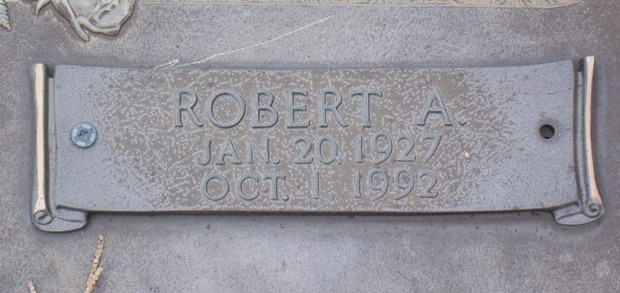 ROBERT A.
JAN. 20, 1927
OCT. 1, 1992